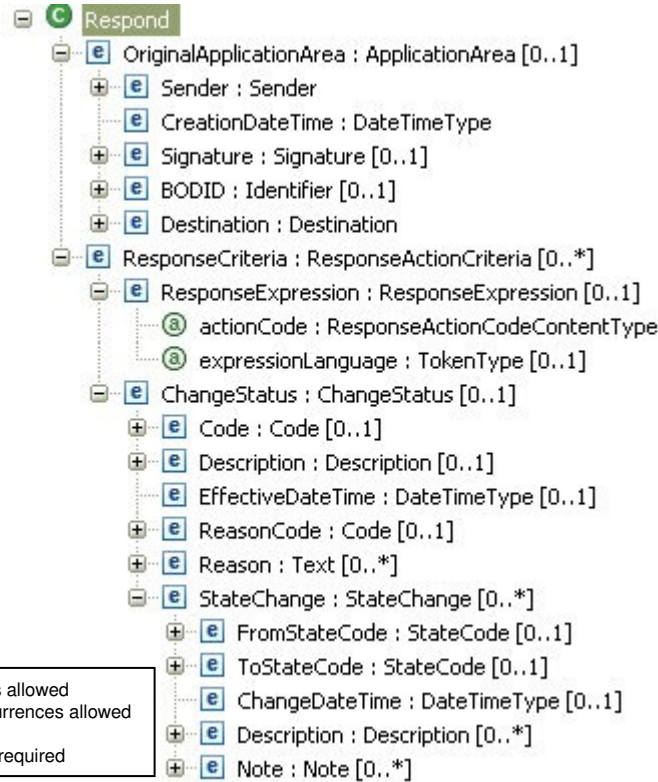 Respond
OriginalApplicationArea : ApplicationArea [0..1]
Sender : Sender
CreationDateTime : DateTimeType
Signature : Signature [0..1]
BODID : Identifier [0..1]
Destination : Destination
ResponseCriteria : ResponseActionCriteria [0..*]
ResponseExpression : ResponseExpression [0..1]
actionCode : ResponseActionCodeContentType
expressionLanguage : TokenType [0..1]
ChangeStatus : ChangeStatus [0..1]
Code : Code [0..1]
Description : Description [0..1]
EffectiveDateTime : DateTimeType [0..1]
ReasonCode : Code [0..1]
Reason : Text [0..*]
StateChange : StateChange [0..*]
FromStateCode : StateCode [0..1]
ToStateCode : StateCode [0..1]
ChangeDateTime : DateTimeType [0..1]
Description : Description [0..*]
Note : Note [0..*]
allowed
allowed
required